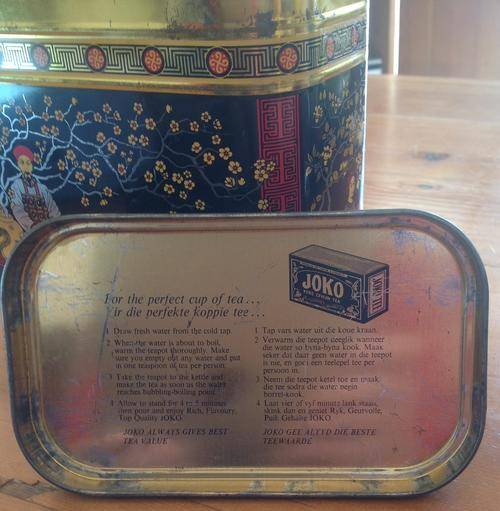 JOKO
PURE CEYLON TEA
For the perfect cup of tea...
Vir die perfekte koppie tee...
1 Draw fresh water from the cold tap.
2 When the water is about to boil,
warm the teapot thoroughly. Make
sure you empty out any water and put
in one teaspoon of tea per person.
3 Take the teapot to the kettle and
make the tea as soon as the water
reaches bubbling-boiling point.
4 Allow to stand for 4 to 5 minutes
then pour and enjoy Rich, Flavoury,
Top Quality JOKO.
JOKO ALWAYS GIVES BEST
TEA VALUE
1 Tap vars water uit die koue kraan.
2 Verwarm die teepot deeglik wanneer
die water so byna-byna kook. Maak
seker dat daar geen water in die teepot
is nie, en gooi een teelepel tee per
persoon in.
3 Neem die teepot ketel toe en maak
die tee sodra die water begin
borrel-kook.
4 Laat vier of vyf minute lank staan,
skink dan en geniet Ryk, Geurvolle,
Puik Gehalte JOKO.
JOKO GEE ALTYD DIE BESTE
TEEWAARDE